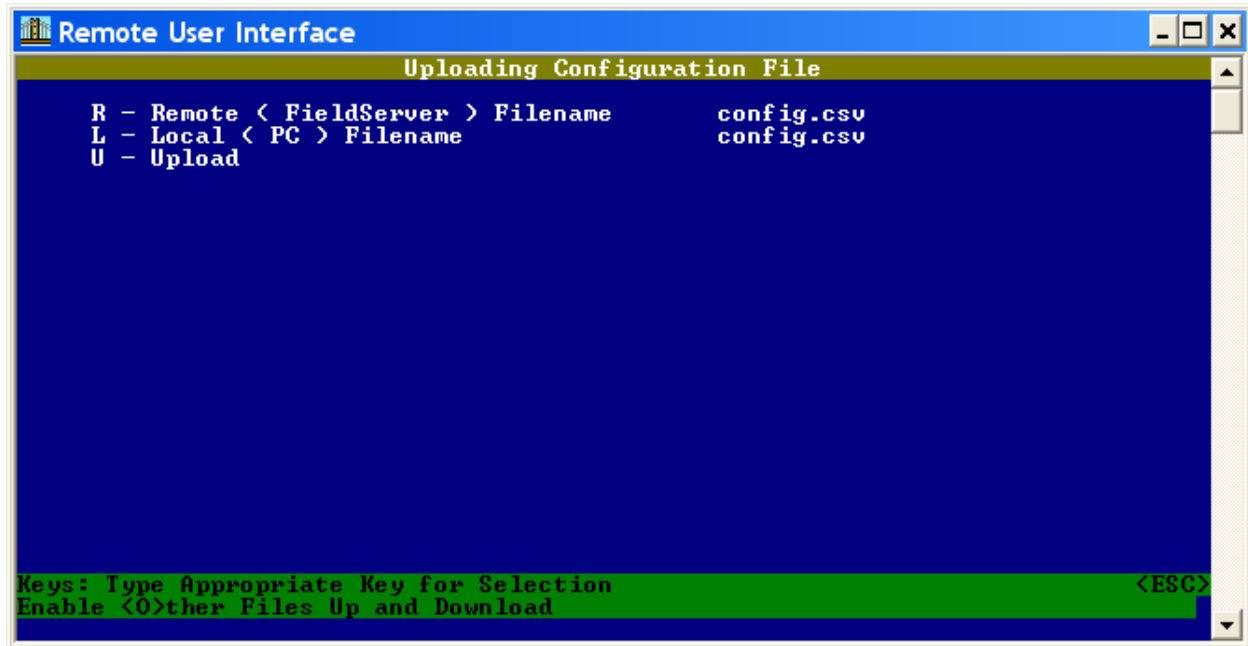 Remote User Interface
Uploading Configuration File
R - Remote ( FieldServer ) Filename config.csv
L - Local ( PC ) Filename config.csv
U - Upload
Keys: Type Appropriate Key for Selection <ESC>
Enable <O>ther Files Up and Download